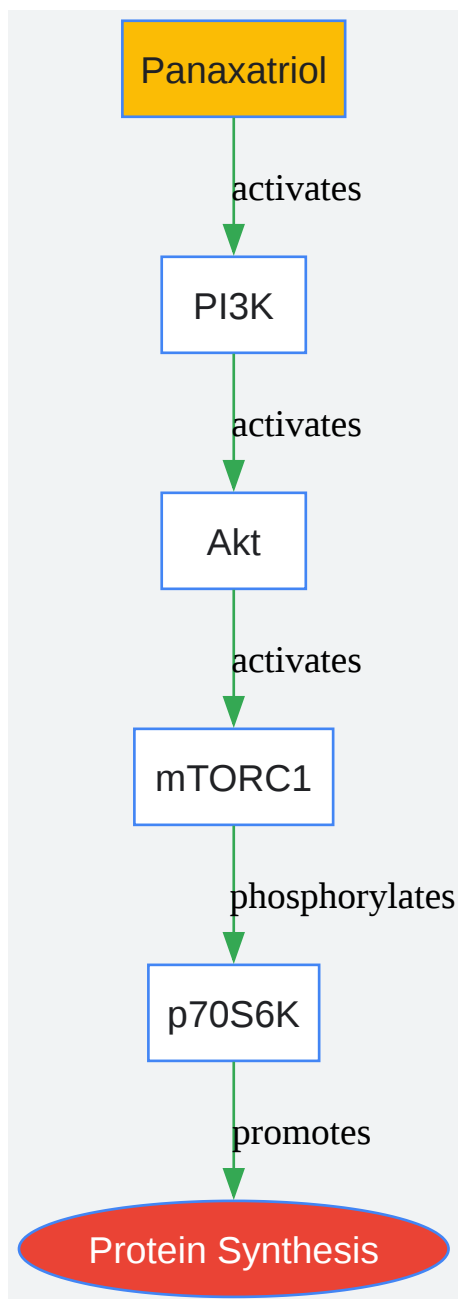 Panaxatriol
activates
PI3K
activates
Akt
activates
mTORC1
phosphorylates
p70S6K
promotes
Protein Synthesis